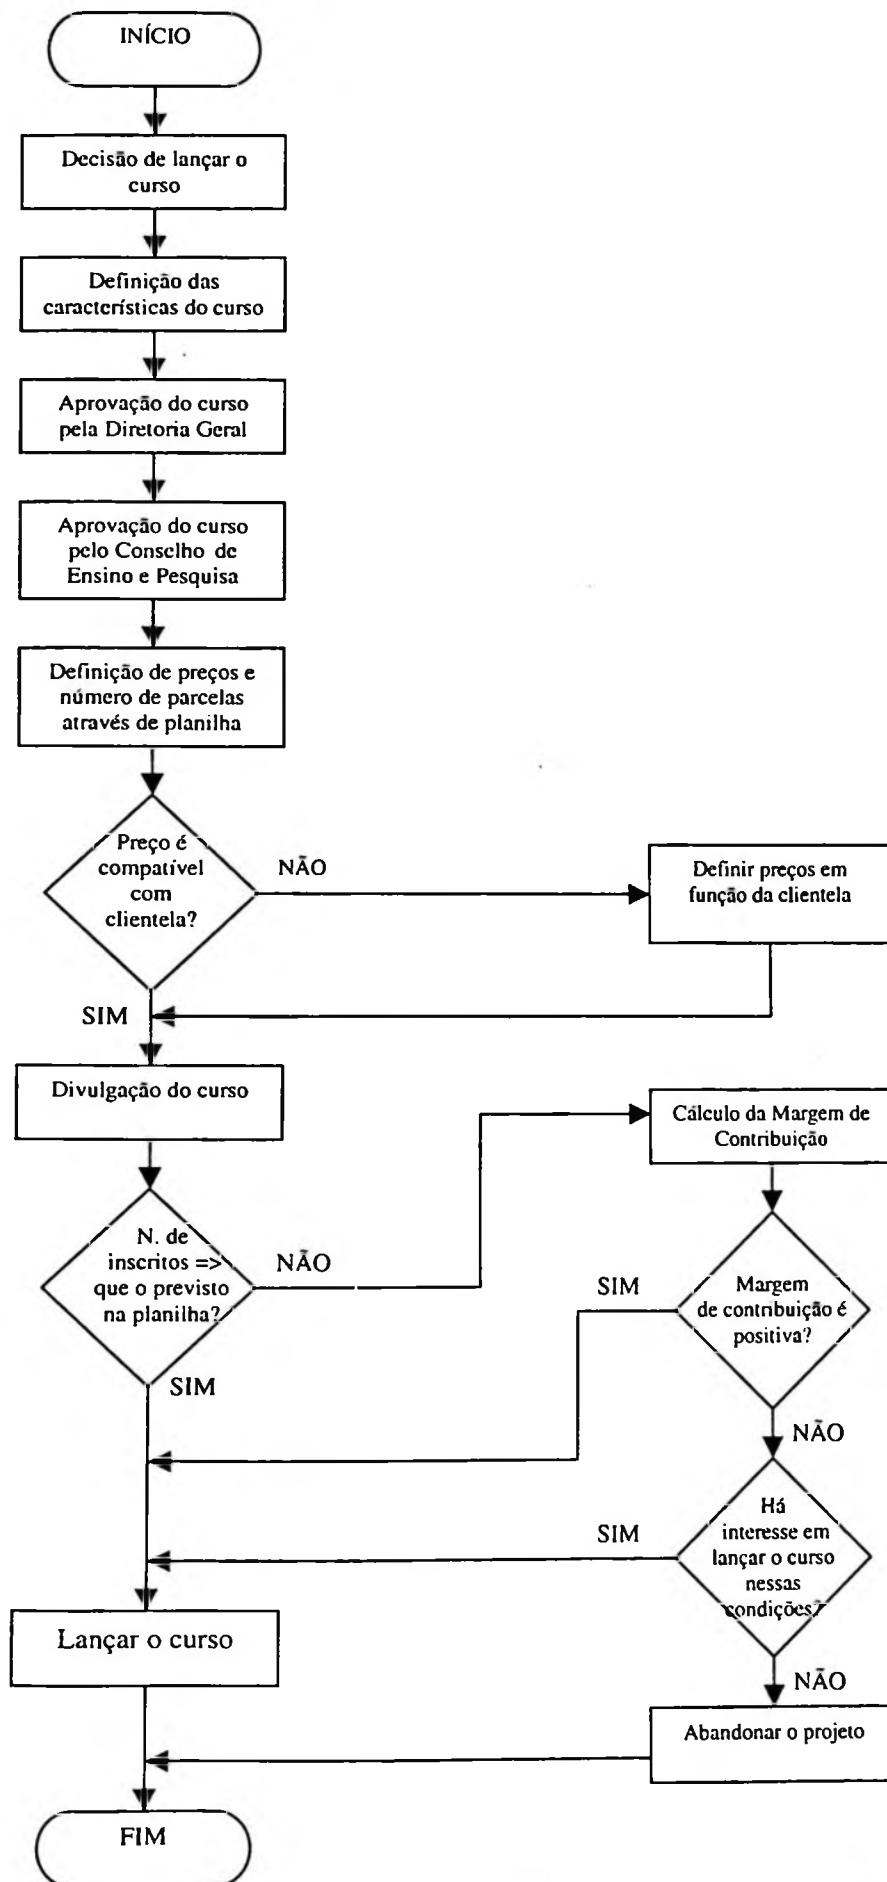 INÍCIO
Decisão de lançar o
curso
Definição das
características do curso
Aprovação do curso
pela Diretoria Geral
Aprovação do curso
pelo Conselho de
Ensino e Pesquisa
Definição de preços e
número de parcelas
através de planilha
Preço é
compatível
com
clientela?
NÃO
Definir preços em
função da clientela
SIM
Divulgação do curso
Cálculo da Margem de
Contribuição
N. de
inscritos =>
que o previsto
na planilha?
NÃO
SIM
Margem
de contribuição é
positiva?
SIM
NÃO
Há
interesse em
lançar o curso
nessas
condições?
SIM
Lançar o curso
NÃO
Abandonar o projeto
FIM